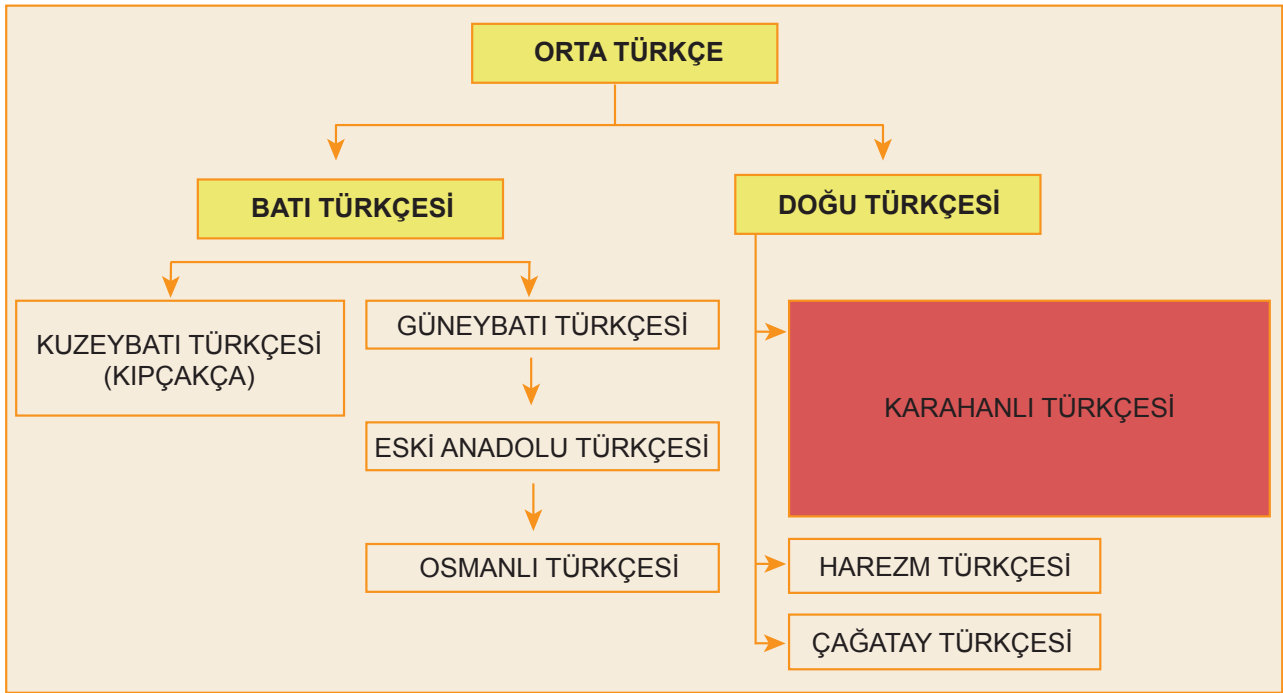 ORTA TÜRKÇE
BATI TÜRKÇESİ
DOĞU TÜRKÇESİ
KUZEYBATI TÜRKÇESİ
(KIPÇAKÇA)
GÜNEYBATI TÜRKÇESİ
ESKİ ANADOLU TÜRKÇESİ
OSMANLI TÜRKÇESİ
KARAHANLI TÜRKÇESİ
HAREZM TÜRKÇESİ
ÇAĞATAY TÜRKÇESİ